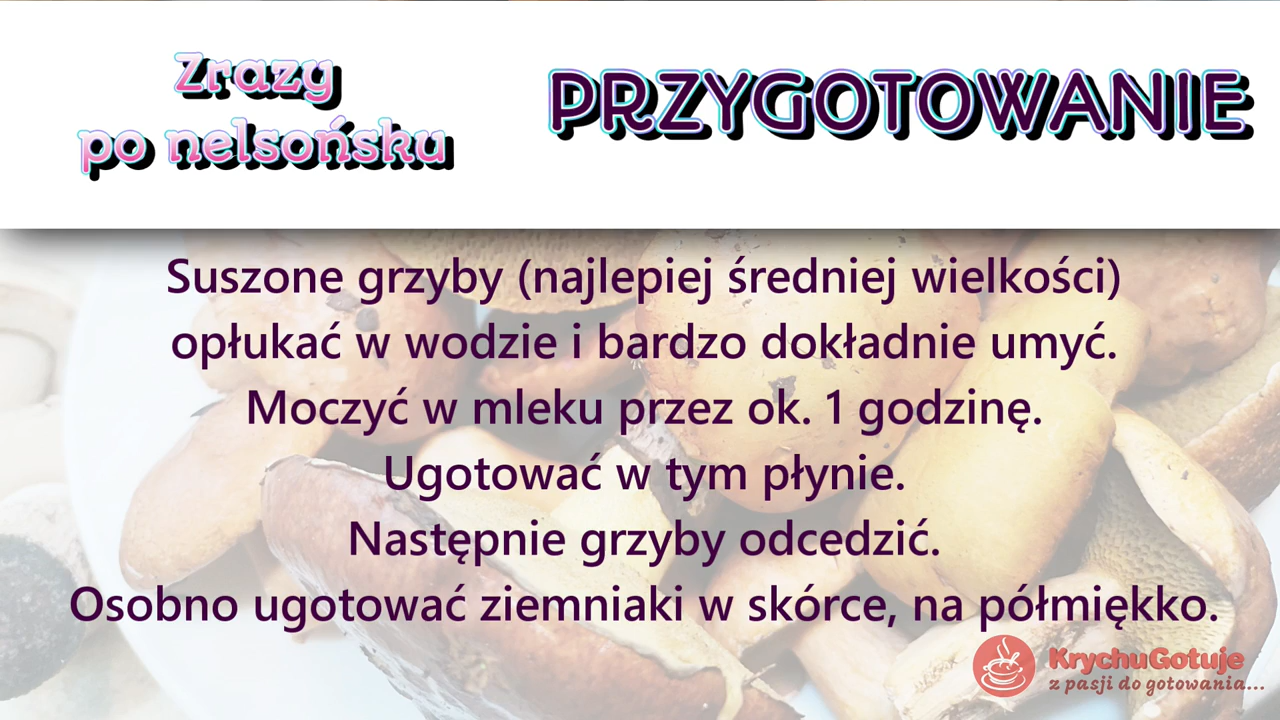 Zrazy
po nelsońsku
PRZYGOTOWANIE
Suszone grzyby (najlepiej średniej wielkości)
opłukać w wodzie i bardzo dokładnie umyć.
Moczyć w mleku przez ok. 1 godzinę.
Ugotować w tym płynie.
Następnie grzyby odcedzić.
Osobno ugotować ziemniaki w skórce, na półmiękko.
KrychuGotuje
z pasji do gotowania...